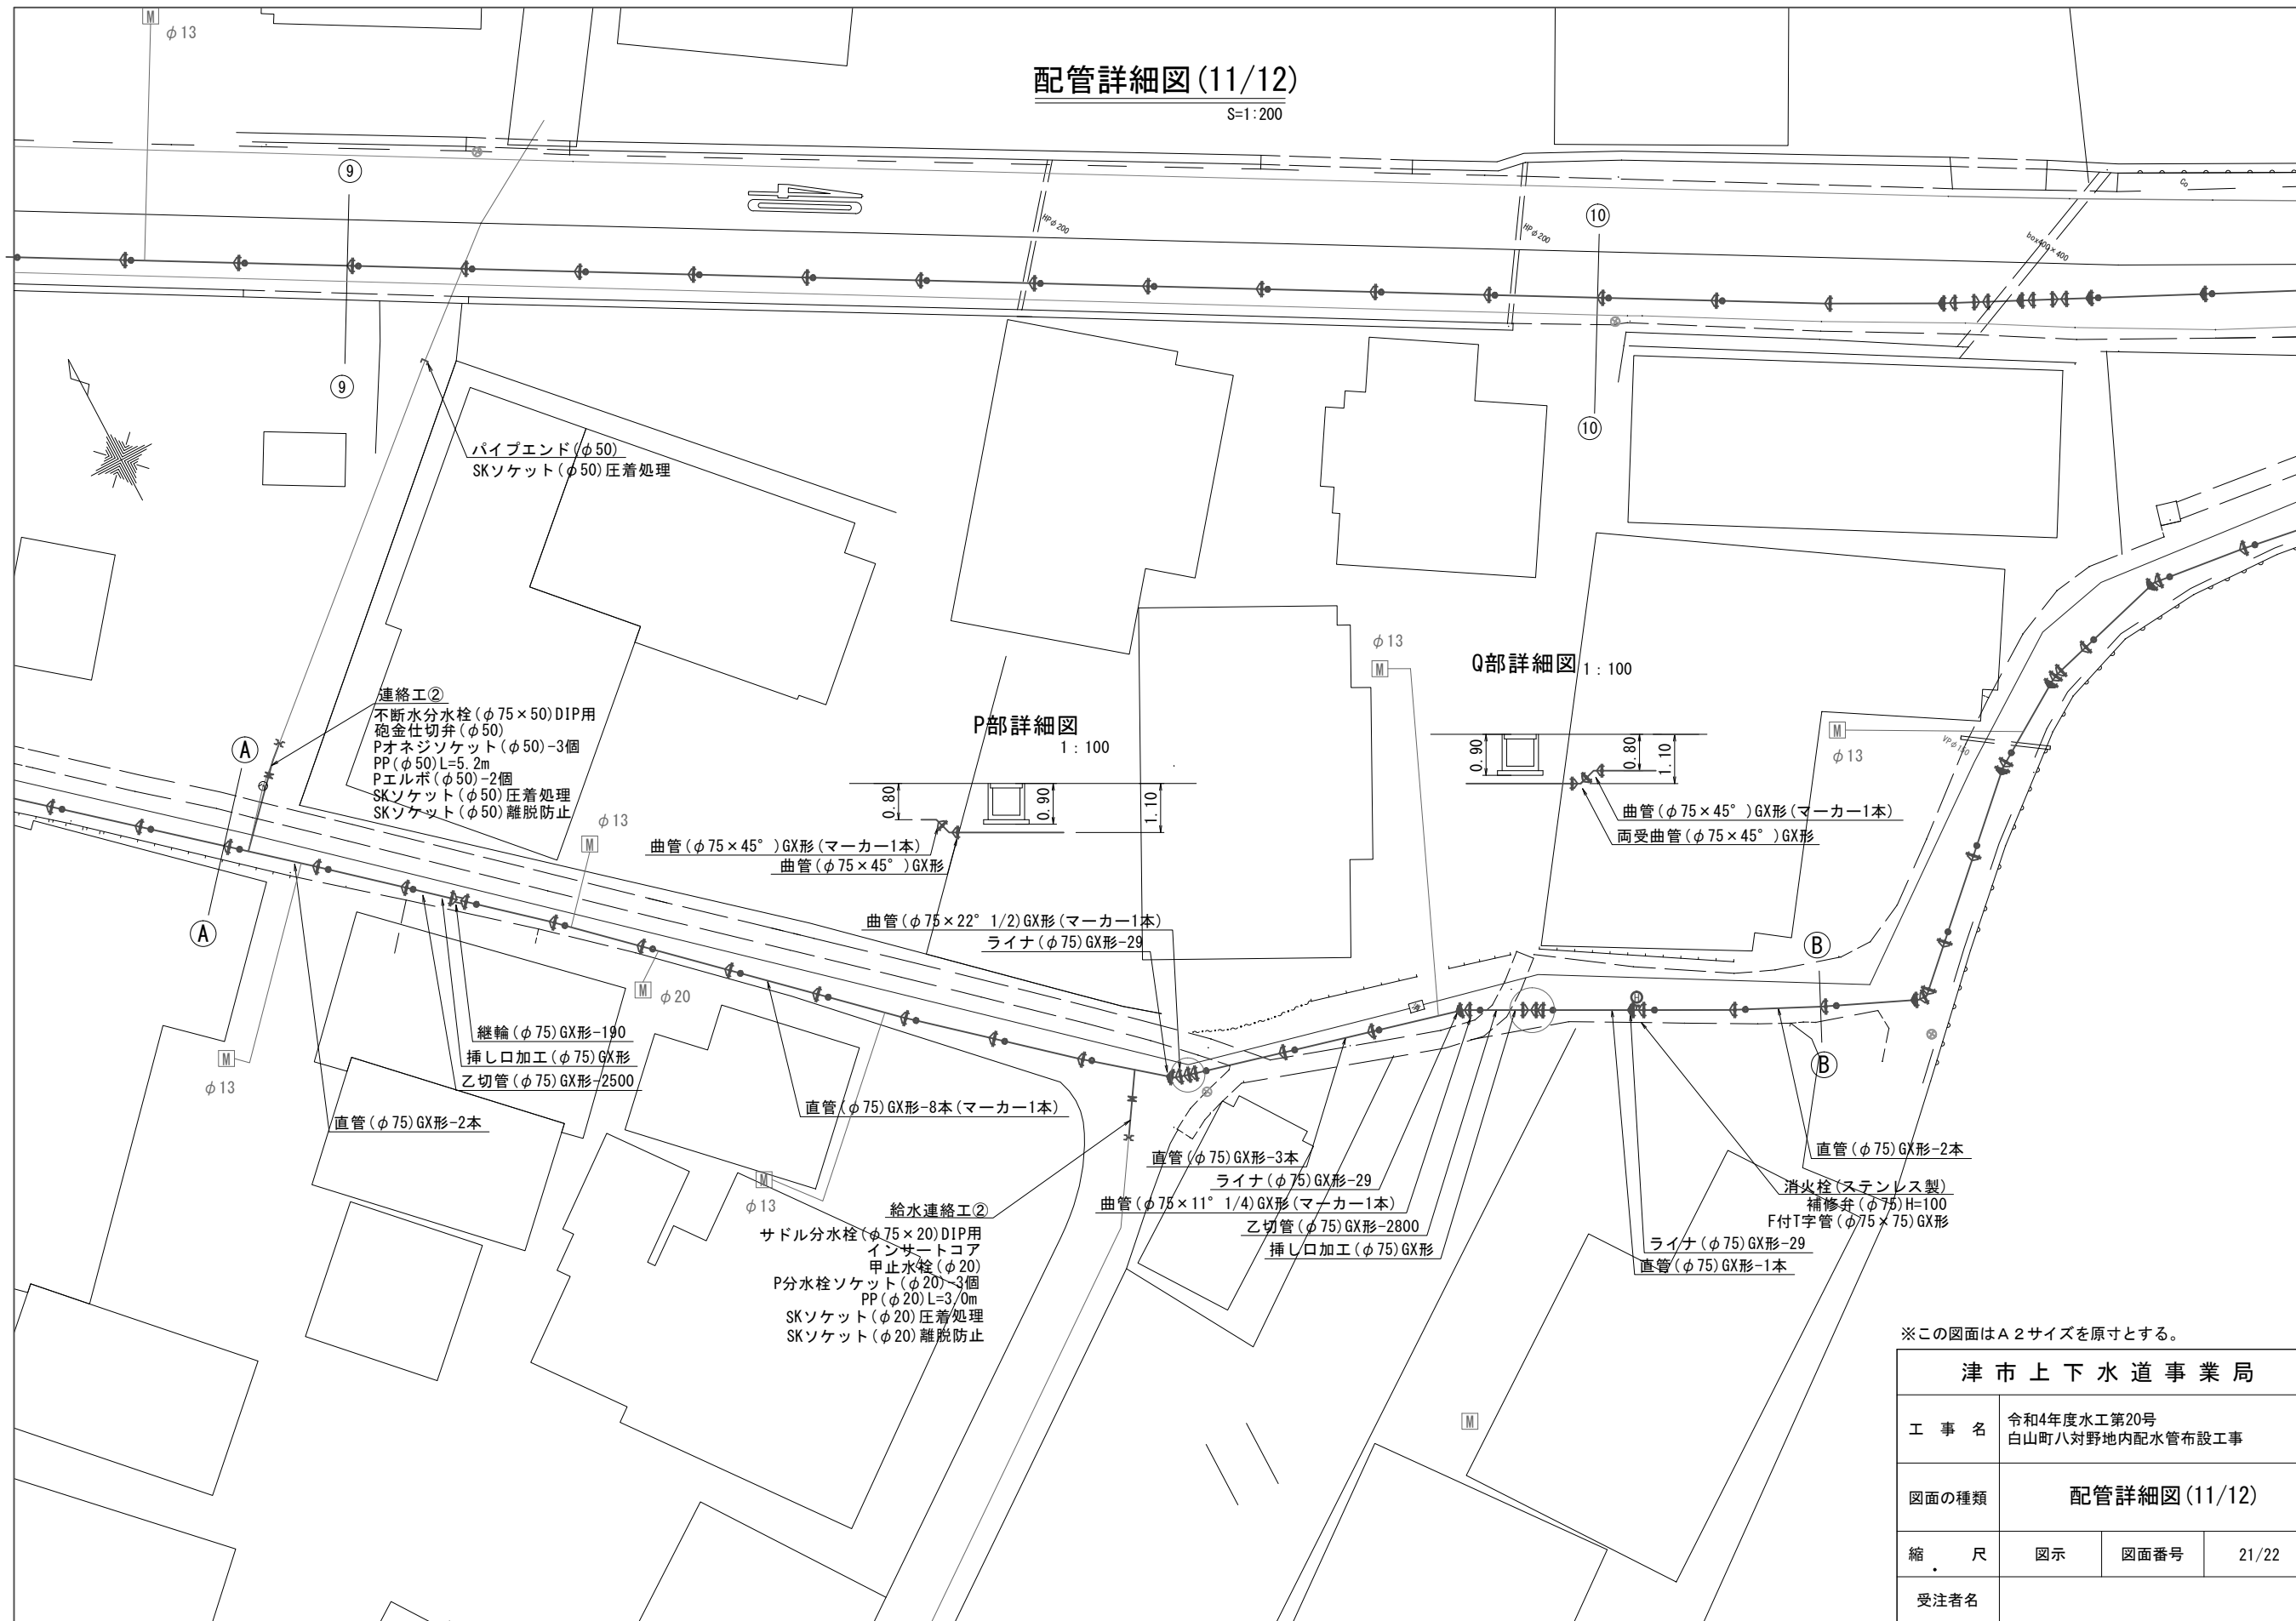 M
φ13
配管詳細図(11/12)
S=1:200
⑨
⑨
⑩
⑩
HPφ200
HPφ200
box400×400
Co
パイプエンド(φ50)
SKソケット(φ50)圧着処理
連絡工②
不断水分水栓(φ75×50)DIP用
砲金仕切弁(φ50)
Pオネジソケット(φ50)-3個
PP(φ50)L=5.2m
Pエルボ(φ50)-2個
SKソケット(φ50)圧着処理
SKソケット(φ50)離脱防止
A
A
φ13
M
P部詳細図
1：100
0.80
0.90
1.10
曲管(φ75×45°)GX形(マーカー1本)
曲管(φ75×45°)GX形
φ13
M
Q部詳細図 1：100
0.90
0.80
1.10
曲管(φ75×45°)GX形(マーカー1本)
両受曲管(φ75×45°)GX形
M
φ13
VPφ150
曲管(φ75×22°1/2)GX形(マーカー1本)
ライナ(φ75)GX形-29
M φ20
B
B
H
継輪(φ75)GX形-190
挿し口加工(φ75)GX形
乙切管(φ75)GX形-2500
直管(φ75)GX形-2本
M
φ13
直管(φ75)GX形-8本(マーカー1本)
M
φ13
給水連絡工②
サドル分水栓(φ75×20)DIP用
インサートコア
甲止水栓(φ20)
P分水栓ソケット(φ20)-3個
PP(φ20)L=3.0m
SKソケット(φ20)圧着処理
SKソケット(φ20)離脱防止
直管(φ75)GX形-3本
ライナ(φ75)GX形-29
曲管(φ75×11°1/4)GX形(マーカー1本)
乙切管(φ75)GX形-2800
挿し口加工(φ75)GX形
直管(φ75)GX形-2本
消火栓(ステンレス製)
補修弁(φ75)H=100
F付T字管(φ75×75)GX形
ライナ(φ75)GX形-29
直管(φ75)GX形-1本
M
※この図面はA2サイズを原寸とする。
津市上下水道事業局
工事名 令和4年度水工第20号
白山町八対野地内配水管布設工事
図面の種類 配管詳細図(11/12)
縮尺 図示 図面番号 21/22
受注者名